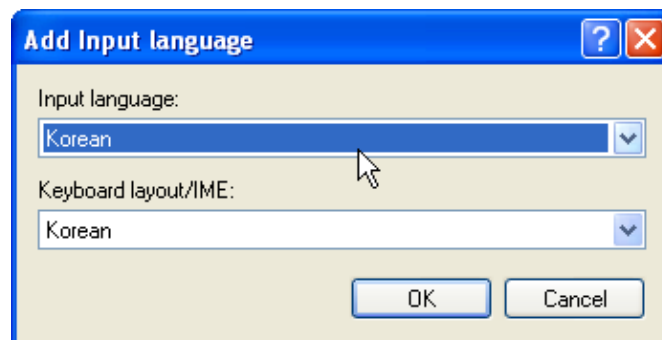 Add Input language
Input language:
Korean
Keyboard layout/IME:
Korean
OK Cancel